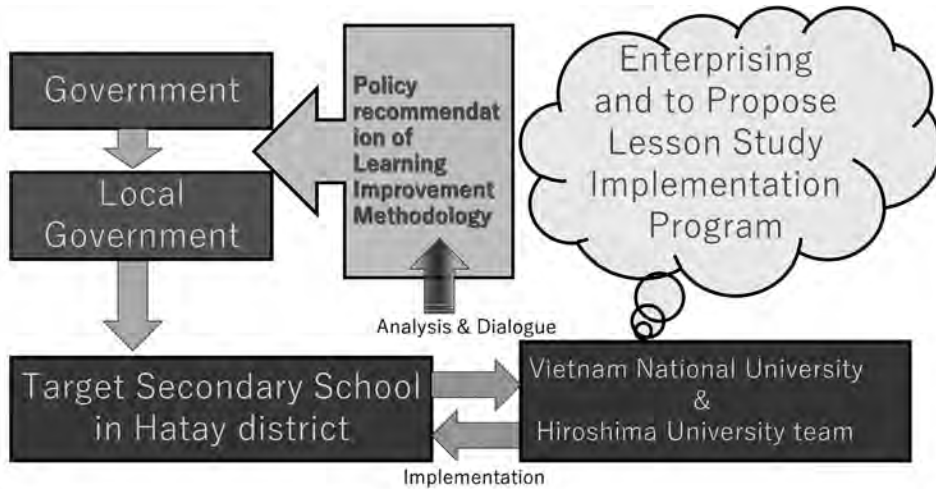 Government
Local
Government
Policy
recommendat
ion of
Learning
Improvement
Methodology
Enterprising
and to Propose
Lesson Study
Implementation
Program
Analysis & Dialogue
Target Secondary School
in Hatay district
Vietnam National University
&
Hiroshima University team
Implementation